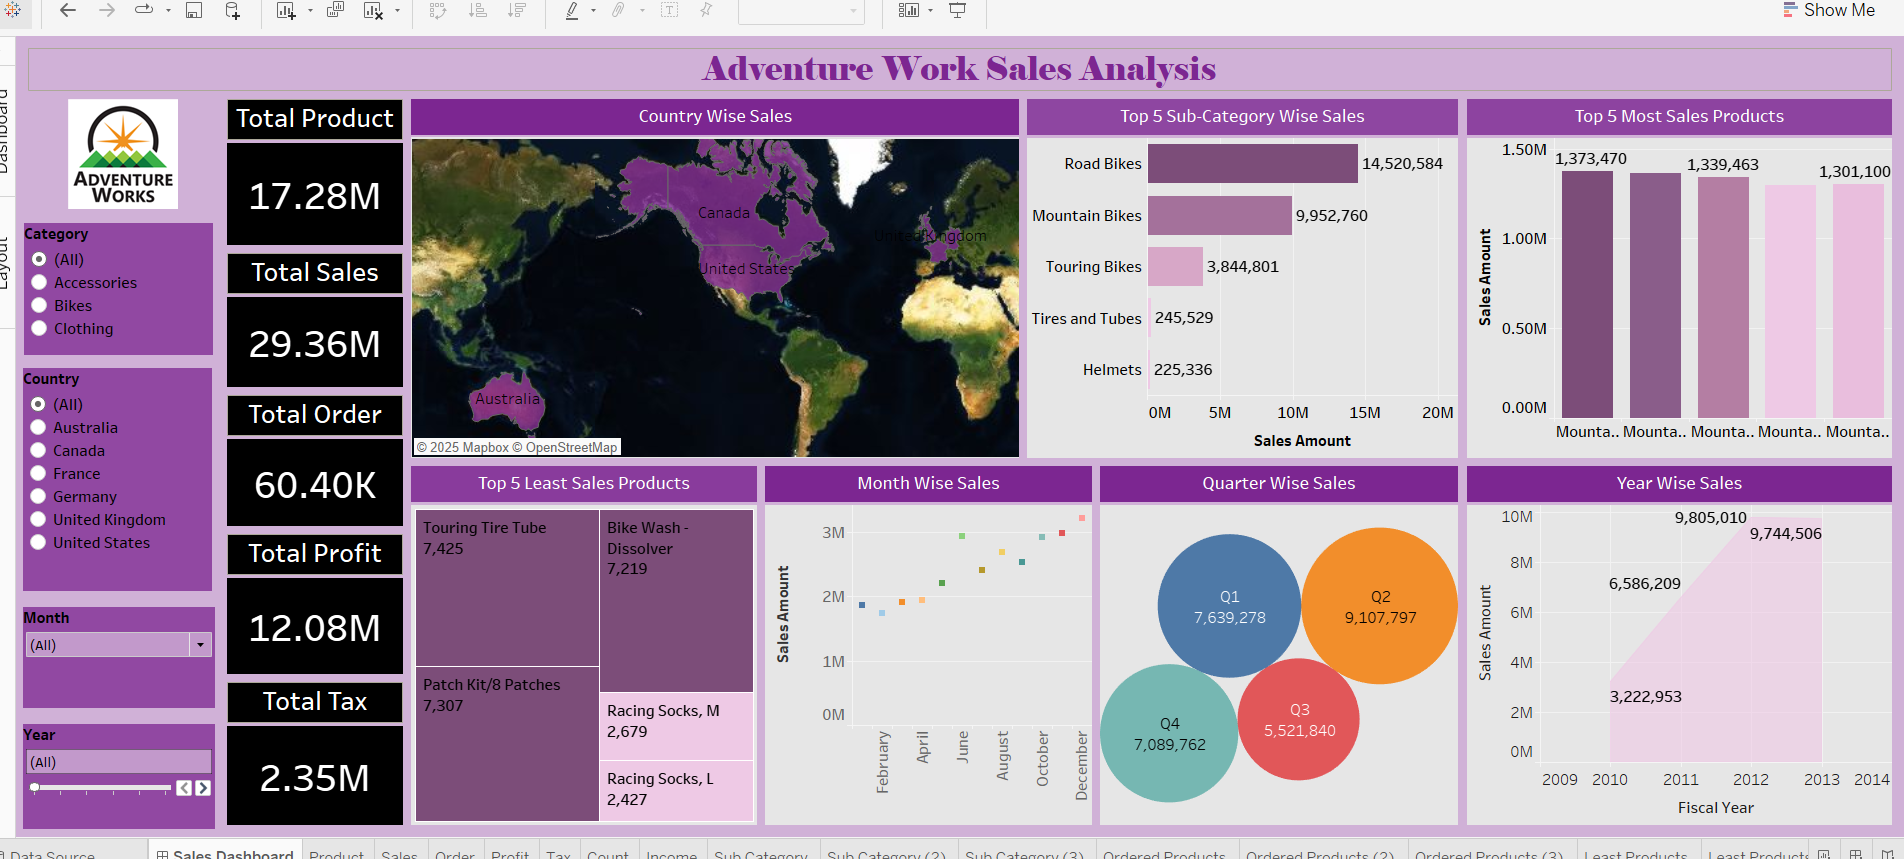 Show Me
Dashboard
Layout
Adventure Work Sales Analysis
ADVENTURE
WORKS
Category
(All)
Accessories
Bikes
Clothing
Country
(All)
Australia
Canada
France
Germany
United Kingdom
United States
Month
(All)
Year
(All)
Total Product
17.28M
Total Sales
29.36M
Total Order
60.40K
Total Profit
12.08M
Total Tax
2.35M
Country Wise Sales
Canada
United Kingdom
United States
Australia
© 2025 Mapbox © OpenStreetMap
Top 5 Sub-Category Wise Sales
Road Bikes 14,520,584
Mountain Bikes 9,952,760
Touring Bikes 3,844,801
Tires and Tubes 245,529
Helmets 225,336
0M 5M 10M 15M 20M
Sales Amount
Top 5 Most Sales Products
1.50M
1.00M
0.50M
0.00M
Sales Amount
1,373,470 1,339,463 1,301,100
Mounta.. Mounta.. Mounta.. Mounta.. Mounta..
Top 5 Least Sales Products
Touring Tire Tube
7,425
Patch Kit/8 Patches
7,307
Bike Wash -
Dissolver
7,219
Racing Socks, M
2,679
Racing Socks, L
2,427
Month Wise Sales
3M
2M
1M
0M
Sales Amount
February April June August October December
Quarter Wise Sales
Q1
7,639,278
Q2
9,107,797
Q4
7,089,762
Q3
5,521,840
Year Wise Sales
10M
8M
6M
4M
2M
0M
Sales Amount
9,805,010
9,744,506
6,586,209
3,222,953
2009 2010 2011 2012 2013 2014
Fiscal Year
Data Source Sales Dashboard Product Sales Order Profit Tax Count Income Sub Category Sub Category (2) Sub Category (3) Ordered Products Ordered Products (2) Ordered Products (3) Least Products Least Products